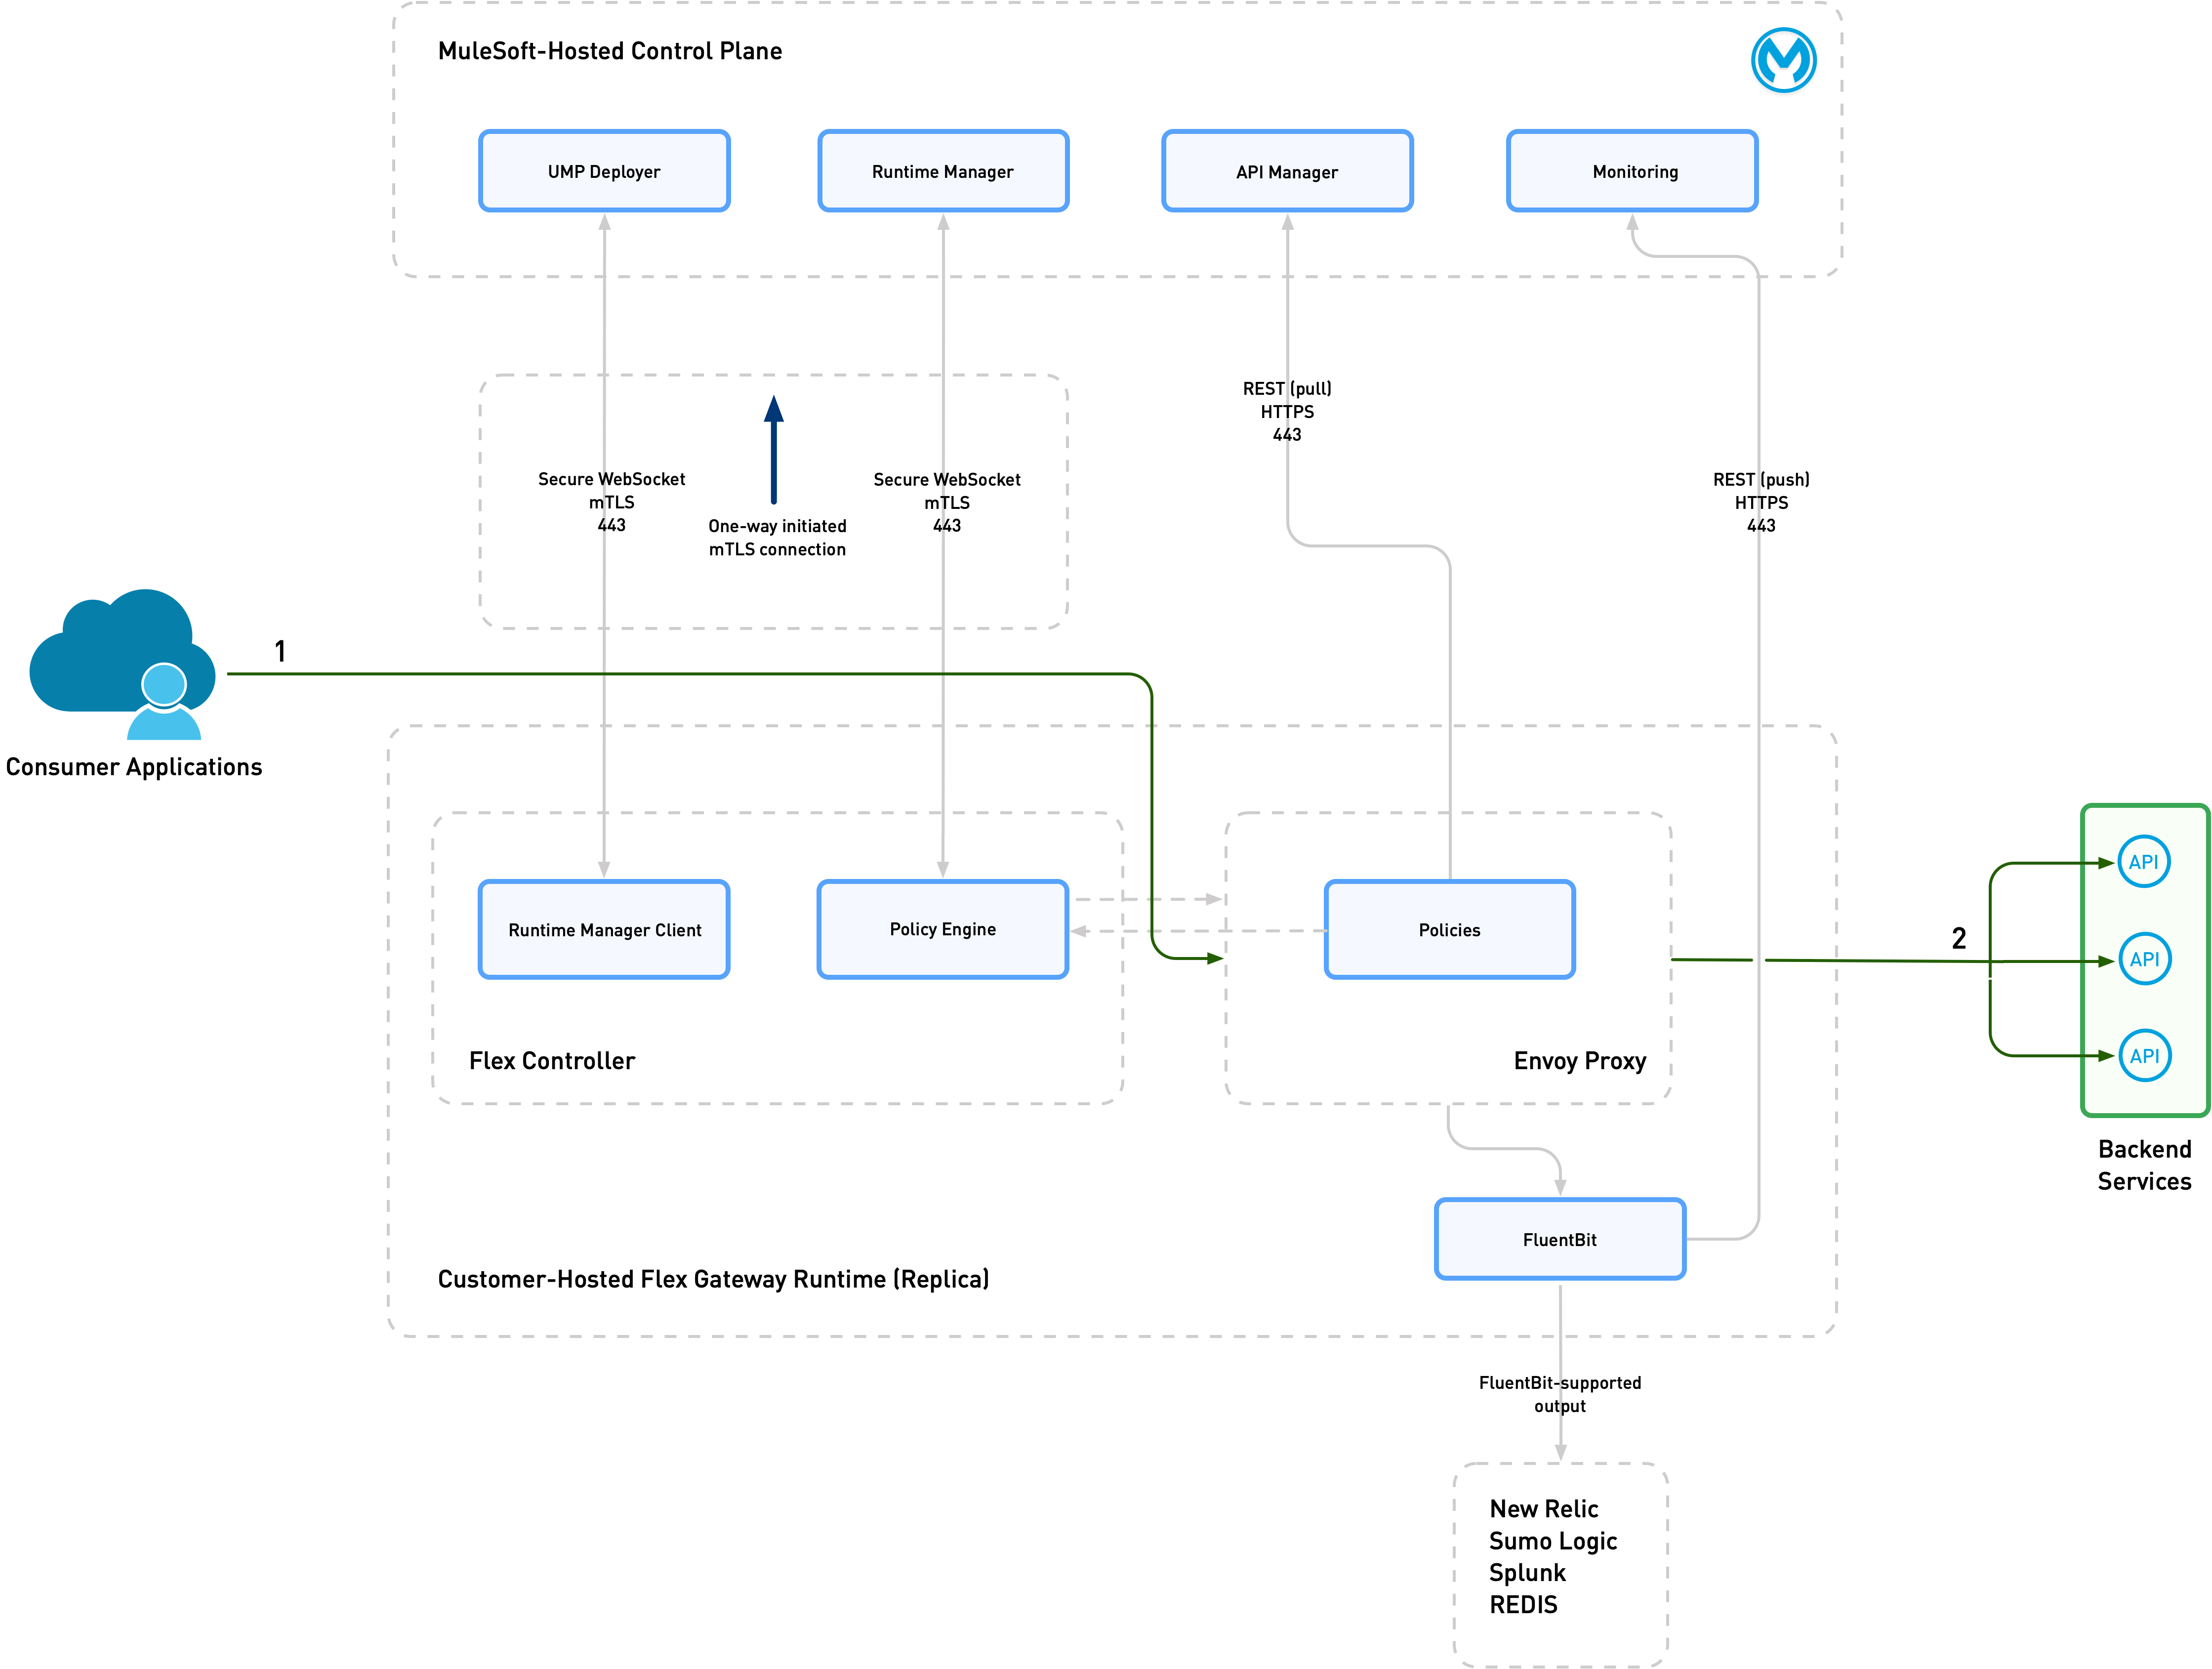 MuleSoft-Hosted Control Plane
UMP Deployer
Runtime Manager
API Manager
Monitoring
REST (pull)
HTTPS
443
Secure WebSocket
mTLS
443
One-way initiated
mTLS connection
Secure WebSocket
mTLS
443
REST (push)
HTTPS
443
1
Consumer Applications
Runtime Manager Client
Policy Engine
Policies
Flex Controller
Envoy Proxy
2
API
API
API
Backend
Services
FluentBit
Customer-Hosted Flex Gateway Runtime (Replica)
FluentBit-supported
output
New Relic
Sumo Logic
Splunk
REDIS